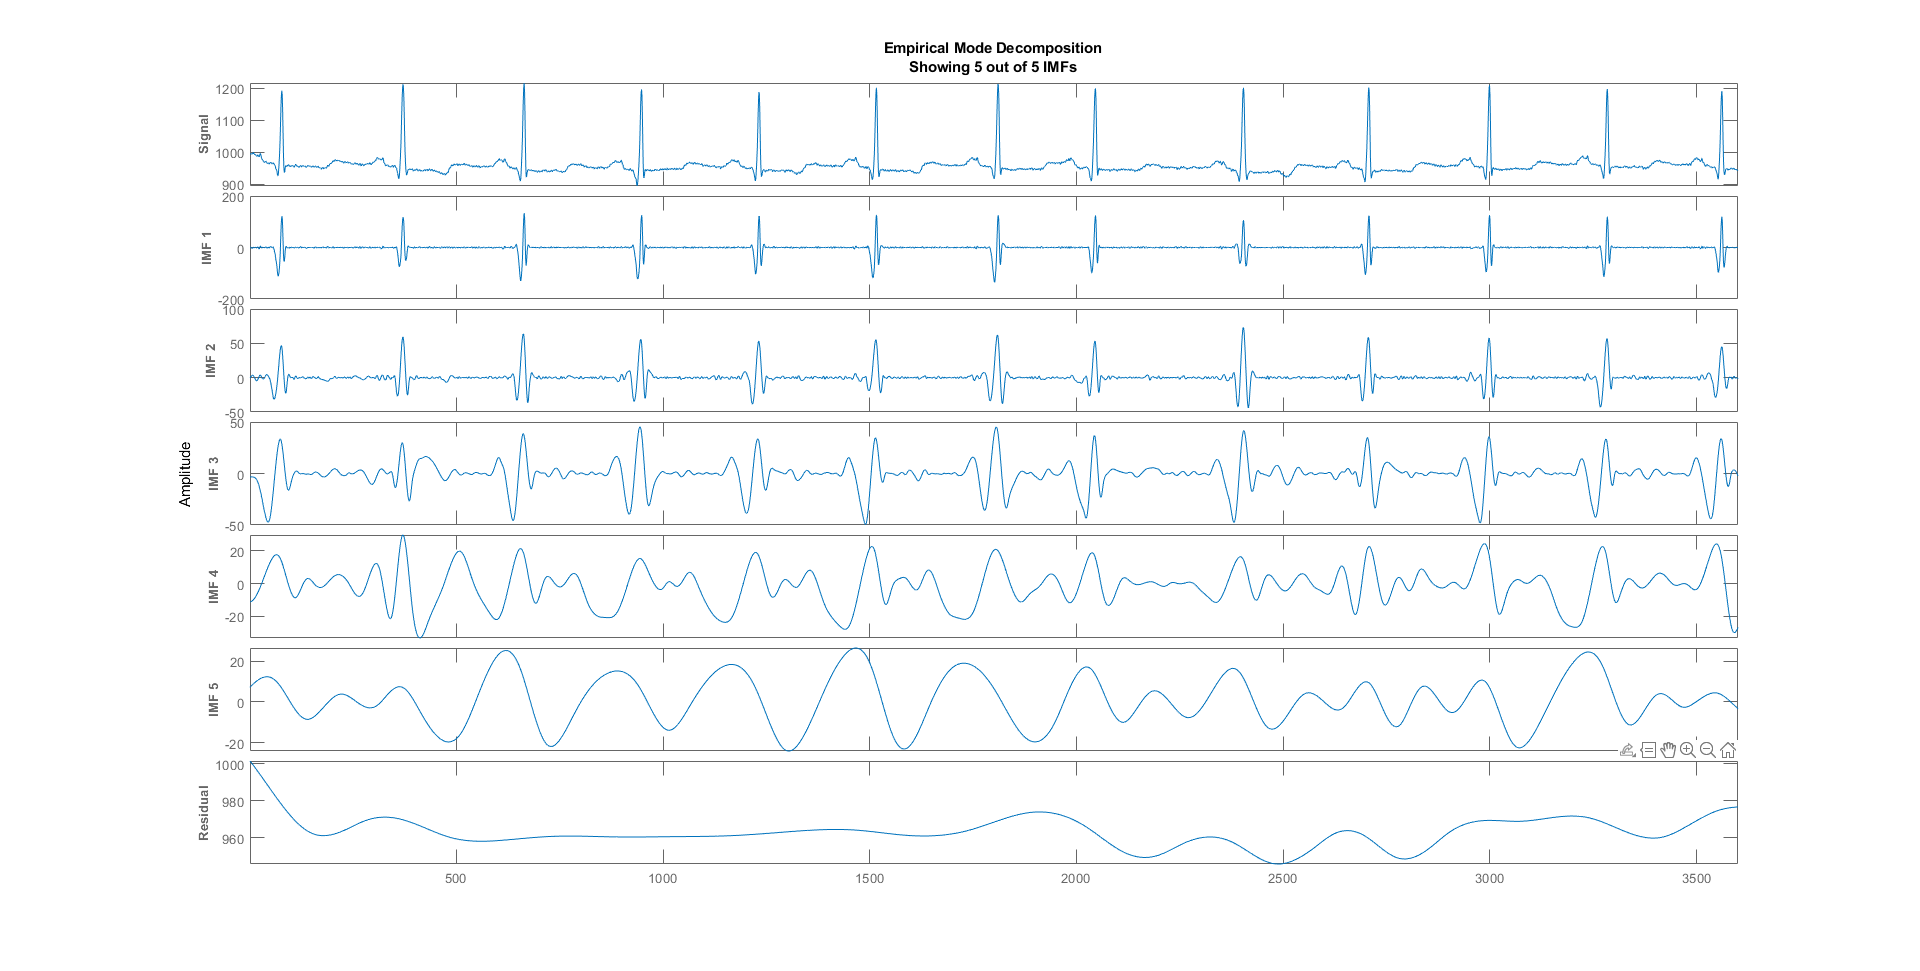 Empirical Mode Decomposition
Showing 5 out of 5 IMFs
Amplitude
Signal
1200
1100
1000
900
IMF 1
200
0
-200
IMF 2
100
50
0
-50
IMF 3
50
0
-50
IMF 4
20
0
-20
IMF 5
20
0
-20
Residual
1000
980
960
500 1000 1500 2000 2500 3000 3500